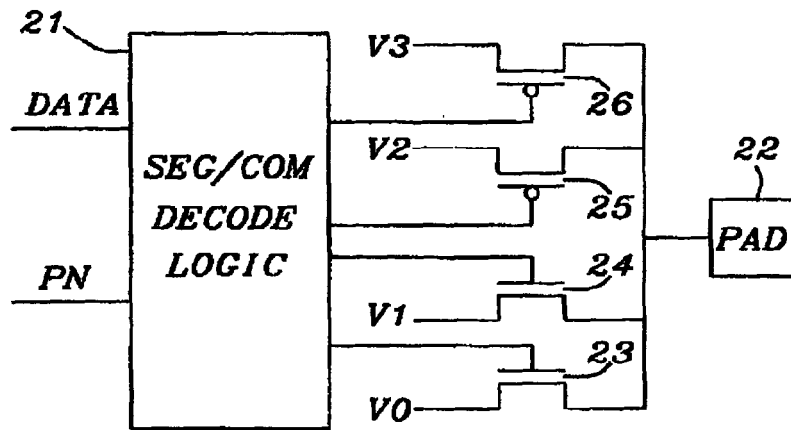 21
DATA
PN
SEG/COM
DECODE
LOGIC
V3
26
V2
25
V1
24
V0
23
22
PAD